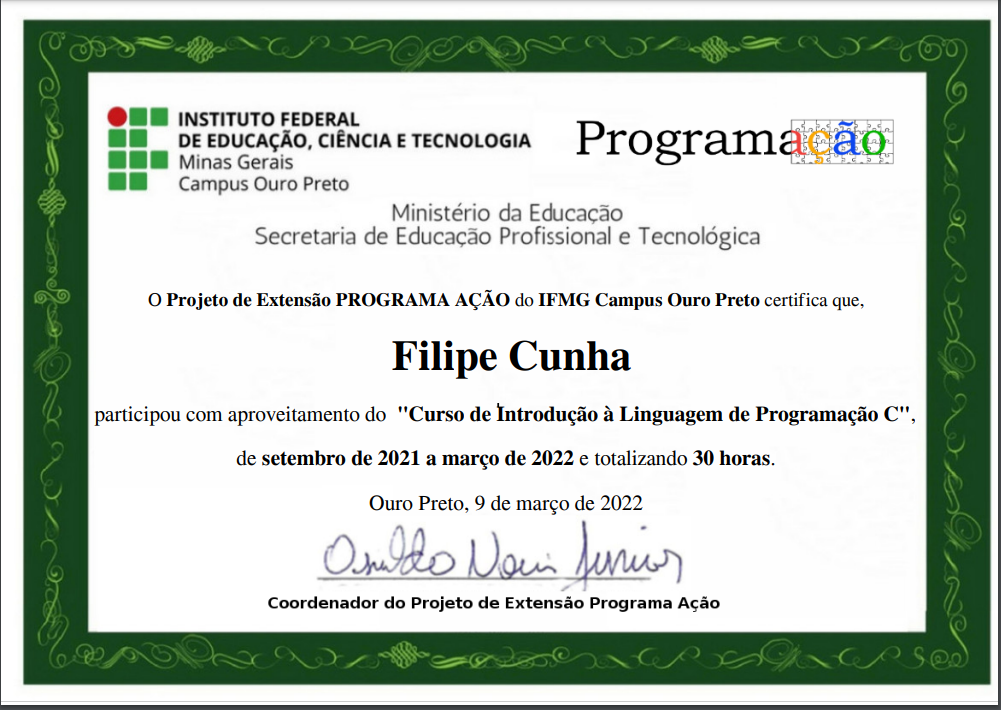 INSTITUTO FEDERAL
DE EDUCAÇÃO, CIÊNCIA E TECNOLOGIA
Minas Gerais
Campus Ouro Preto
Programação
Ministério da Educação
Secretaria de Educação Profissional e Tecnológica
O Projeto de Extensão PROGRAMA AÇÃO do IFMG Campus Ouro Preto certifica que,
Filipe Cunha
participou com aproveitamento do "Curso de Introdução à Linguagem de Programação C",
de setembro de 2021 a março de 2022 e totalizando 30 horas.
Ouro Preto, 9 de março de 2022
Coordenador do Projeto de Extensão Programa Ação